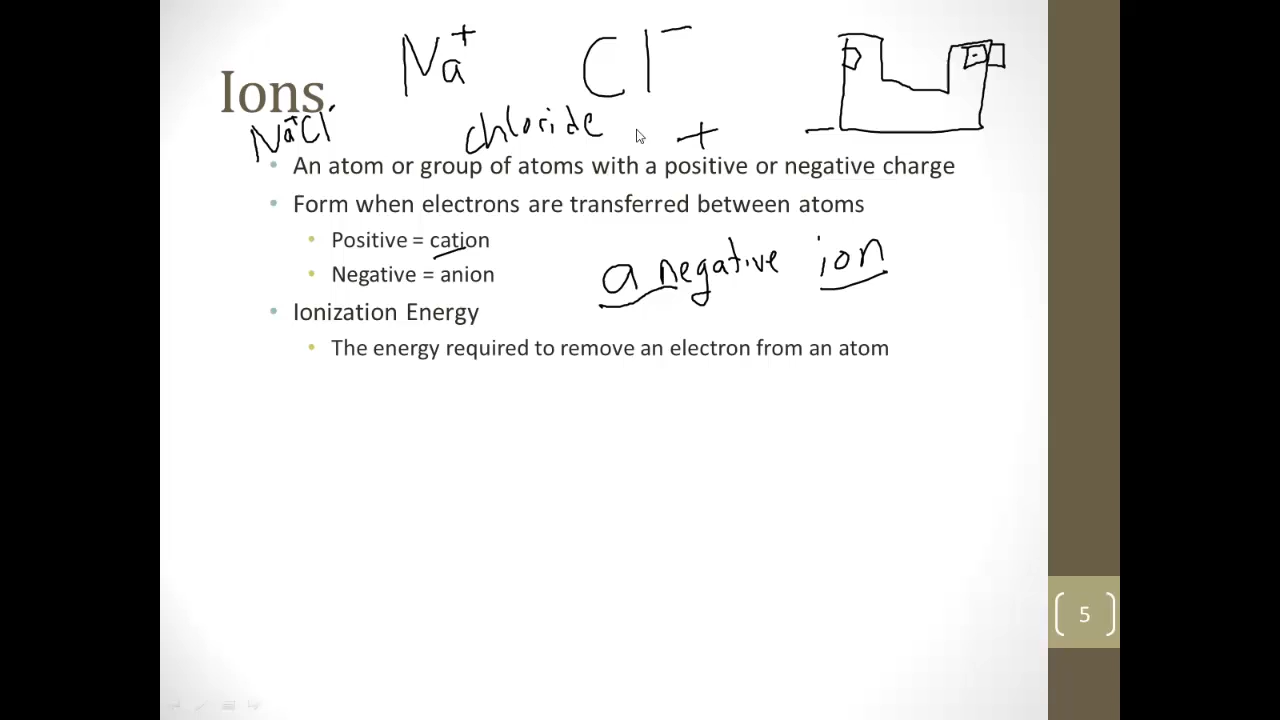 Na+ Cl−
Ions
Na+Cl-
chloride +
−
• An atom or group of atoms with a positive or negative charge
• Form when electrons are transferred between atoms
• Positive = cation
• Negative = anion
a negative ion
• Ionization Energy
• The energy required to remove an electron from an atom
5